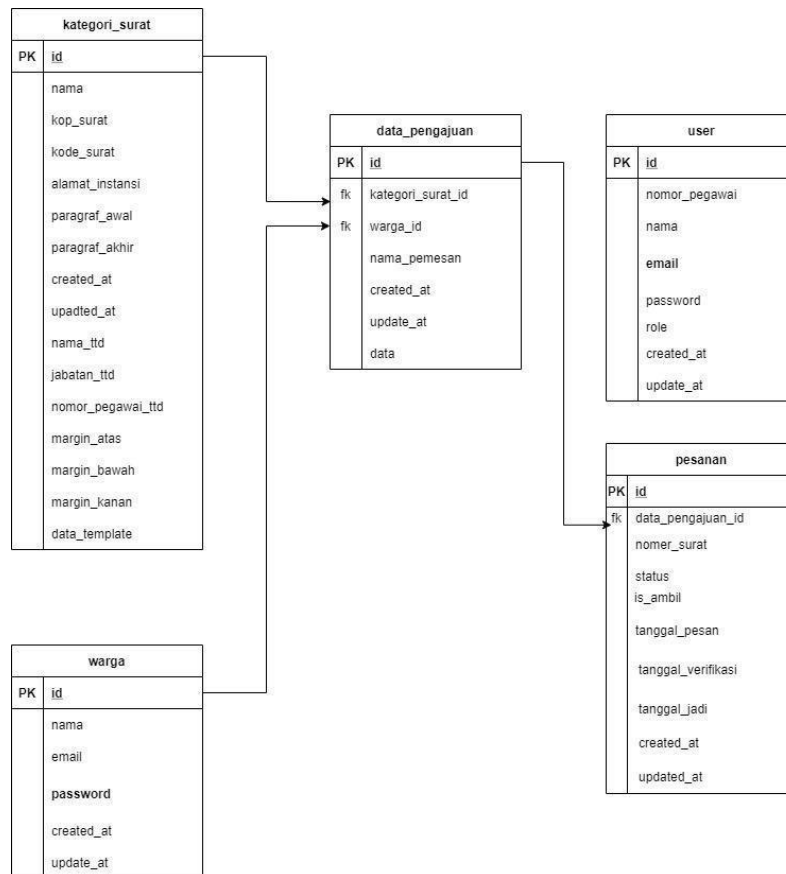 kategori_surat
PK id
nama
kop_surat
kode_surat
alamat_instansi
paragraf_awal
paragraf_akhir
created_at
upadted_at
nama_ttd
jabatan_ttd
nomor_pegawai_ttd
margin_atas
margin_bawah
margin_kanan
data_template
data_pengajuan
PK id
fk kategori_surat_id
fk warga_id
nama_pemesan
created_at
update_at
data
user
PK id
nomor_pegawai
nama
email
password
role
created_at
update_at
pesanan
PK id
fk data_pengajuan_id
nomer_surat
status
is_ambil
tanggal_pesan
tanggal_verifikasi
tanggal_jadi
created_at
updated_at
warga
PK id
nama
email
password
created_at
update_at